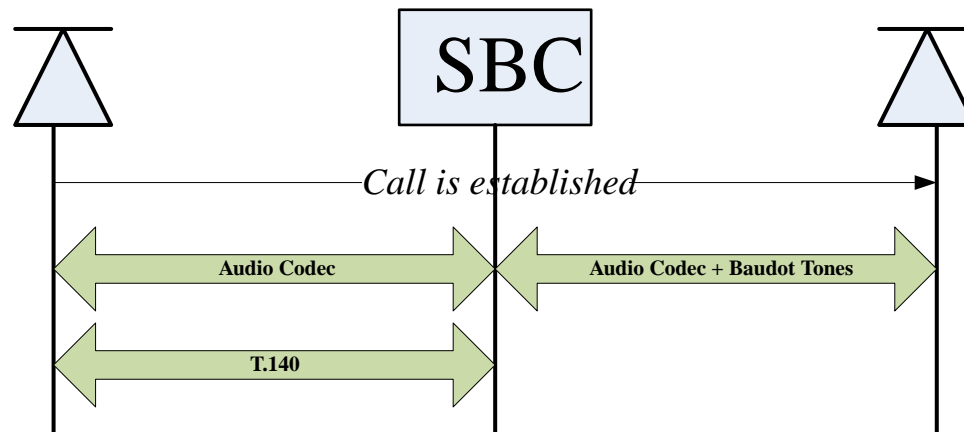 SBC
Call is established
Audio Codec
Audio Codec + Baudot Tones
T.140